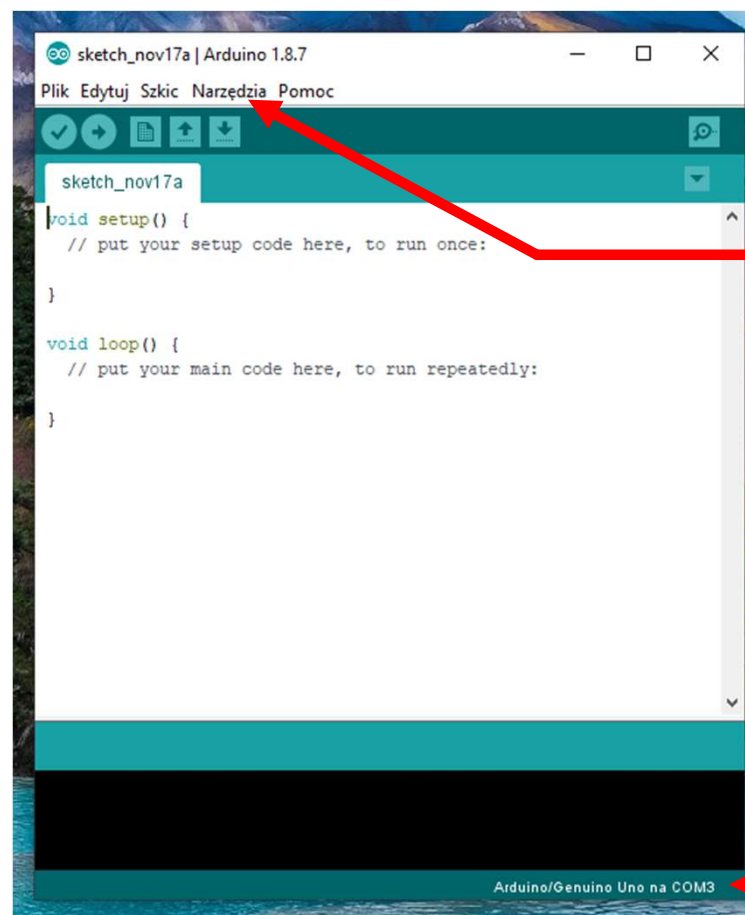 sketch_nov17a | Arduino 1.8.7
Plik Edytuj Szkic Narzędzia Pomoc
sketch_nov17a
void setup() {
// put your setup code here, to run once:
}
void loop() {
// put your main code here, to run repeatedly:
}
Arduino/Genuino Uno na COM3